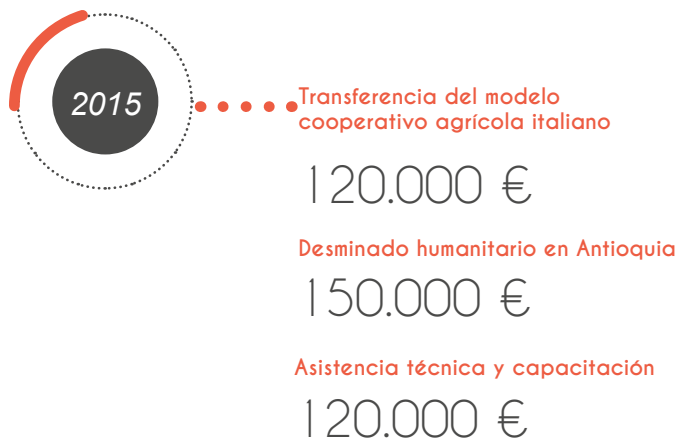 2015
Transferencia del modelo
cooperativo agrícola italiano
120.000 €
Desminado humanitario en Antioquia
150.000 €
Asistencia técnica y capacitación
120.000 €